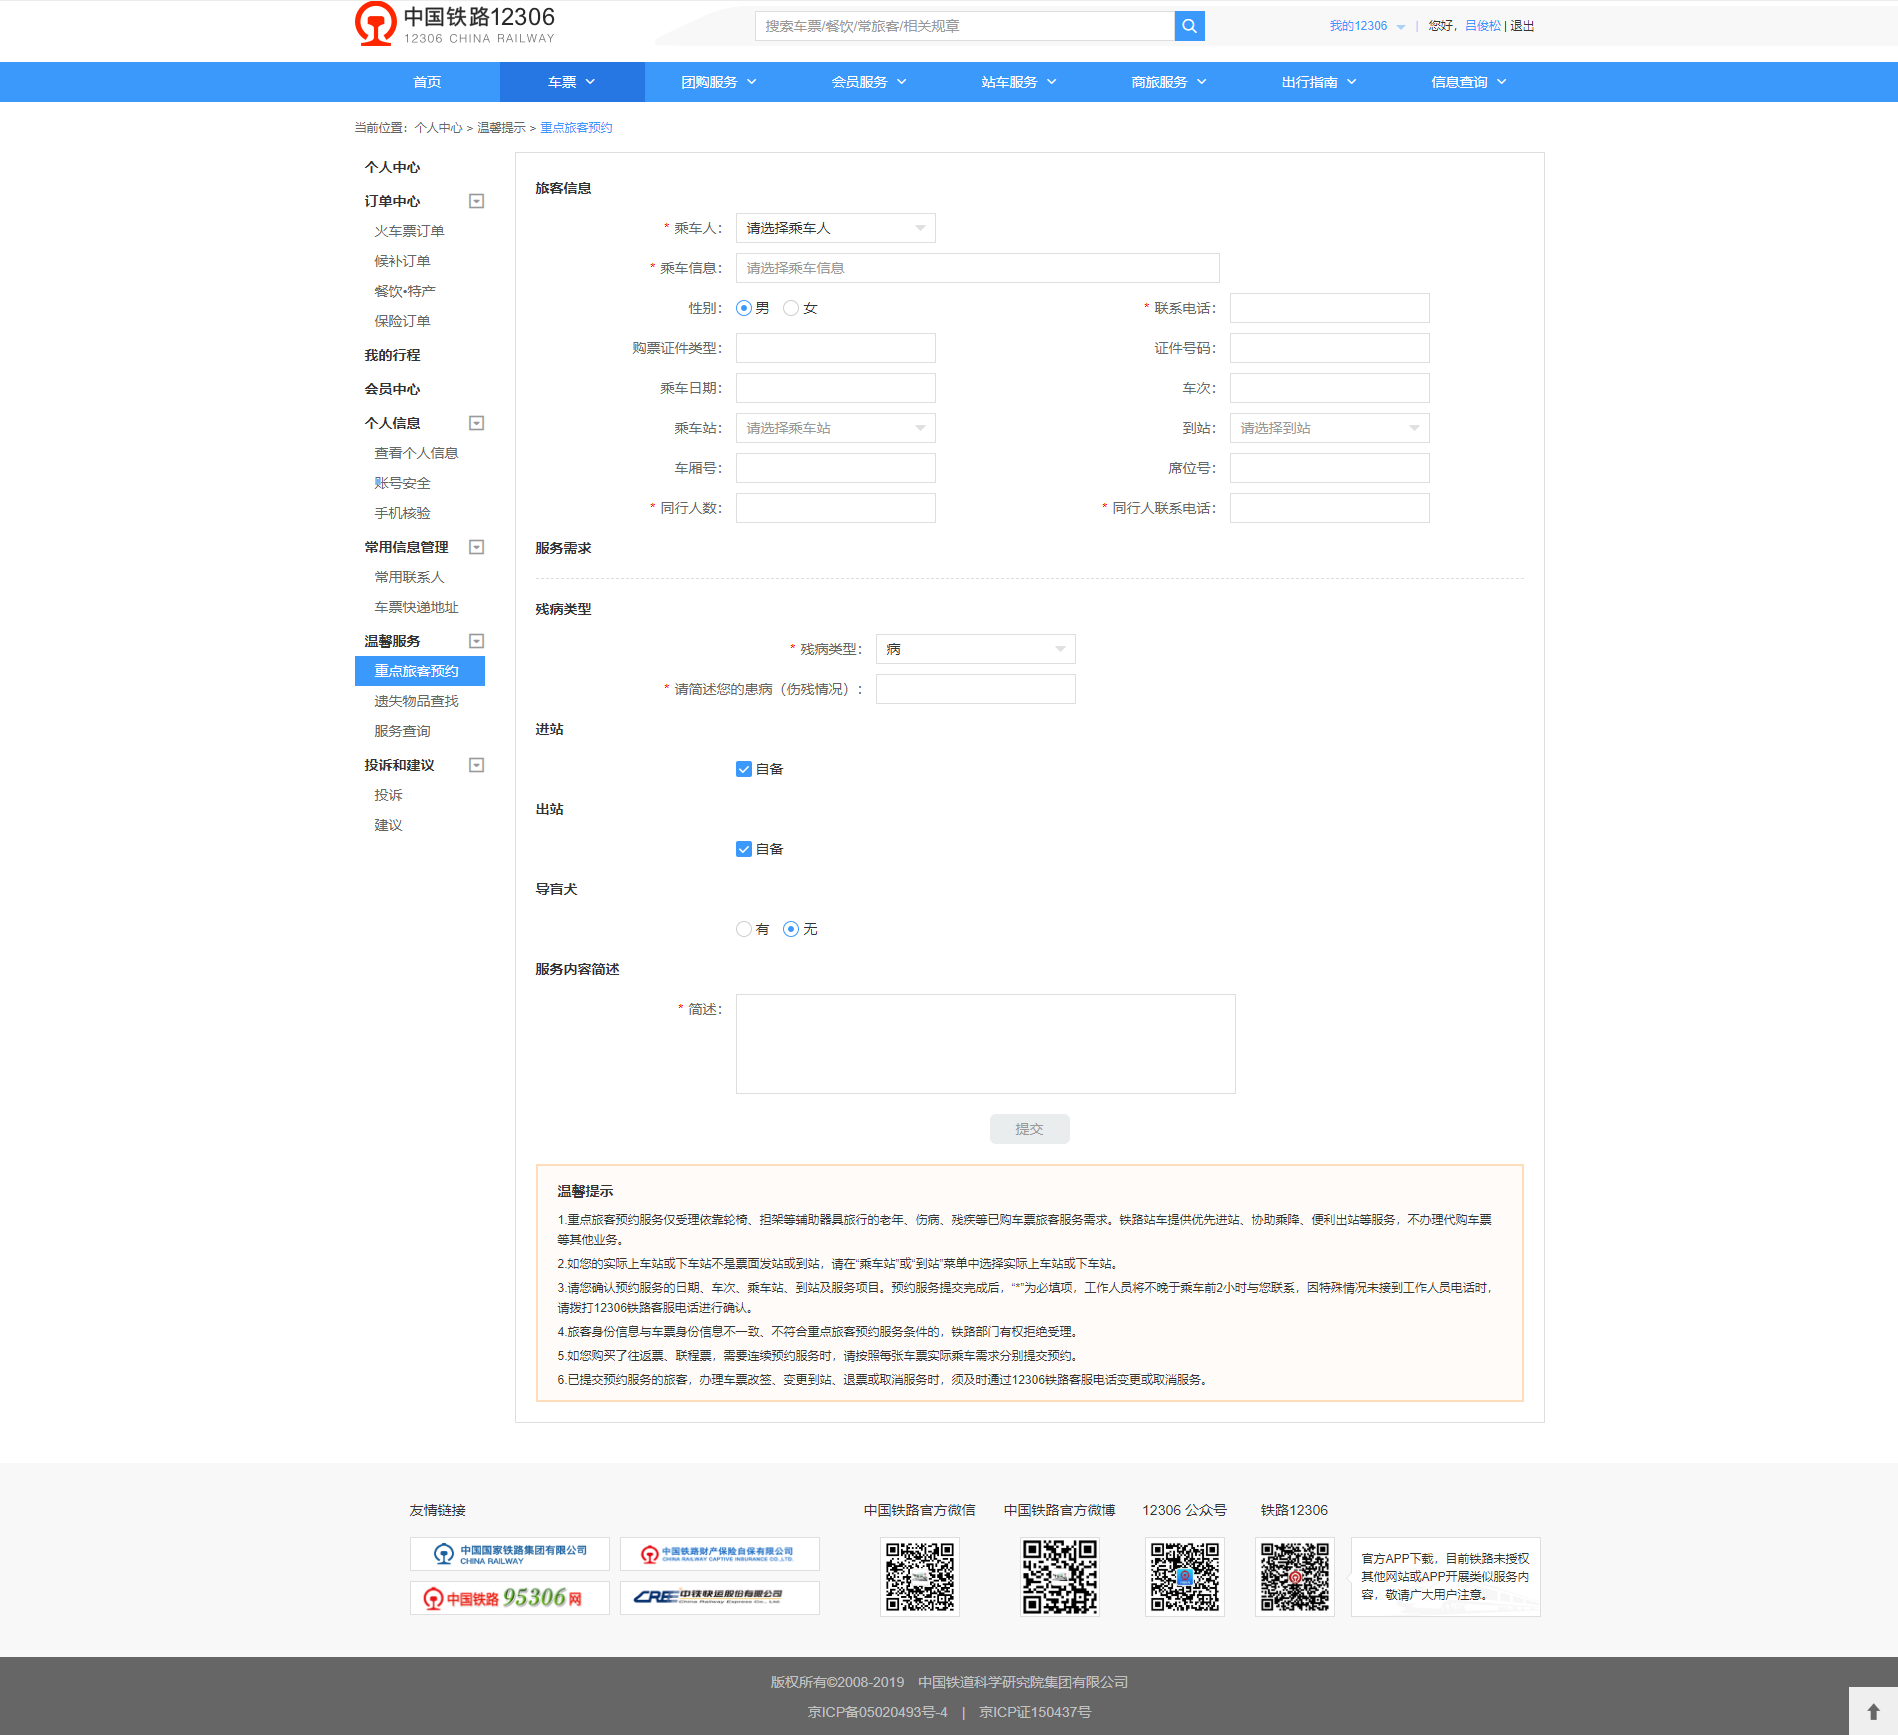 中国铁路12306
12306 CHINA RAILWAY
搜索车票/餐饮/常旅客/相关规章
我的12306 | 您好，吕俊松 | 退出
首页 车票 团购服务 会员服务 站车服务 商旅服务 出行指南 信息查询
当前位置：个人中心 > 温馨提示 > 重点旅客预约
个人中心
订单中心
火车票订单
候补订单
餐饮•特产
保险订单
我的行程
会员中心
个人信息
查看个人信息
账号安全
手机核验
常用信息管理
常用联系人
车票快递地址
温馨服务
重点旅客预约
遗失物品查找
服务查询
投诉和建议
投诉
建议
旅客信息
* 乘车人： 请选择乘车人
* 乘车信息： 请选择乘车信息
性别： 男 女 * 联系电话：
购票证件类型： 证件号码：
乘车日期： 车次：
乘车站： 请选择乘车站 到站： 请选择到站
车厢号： 席位号：
* 同行人数： * 同行人联系电话：
服务需求
残病类型
* 残病类型： 病
* 请简述您的患病（伤残情况）：
进站
自备
出站
自备
导盲犬
有 无
服务内容简述
* 简述：
提交
温馨提示
1.重点旅客预约服务仅受理依靠轮椅、担架等辅助器具旅行的老年、伤病、残疾等已购车票旅客服务需求。铁路站车提供优先进站、协助乘降、便利出站等服务，不办理代购车票
等其他业务。
2.如您的实际上车站或下车站不是票面发站或到站，请在“乘车站”或“到站”菜单中选择实际上车站或下车站。
3.请您确认预约服务的日期、车次、乘车站、到站及服务项目。预约服务提交完成后，“*”为必填项，工作人员将不晚于乘车前2小时与您联系，因特殊情况未接到工作人员电话时，
请拨打12306铁路客服电话进行确认。
4.旅客身份信息与车票身份信息不一致、不符合重点旅客预约服务条件的，铁路部门有权拒绝受理。
5.如您购买了往返票、联程票，需要连续预约服务时，请按照每张车票实际乘车需求分别提交预约。
6.已提交预约服务的旅客，办理车票改签、变更到站、退票或取消服务时，须及时通过12306铁路客服电话变更或取消服务。
友情链接 中国铁路官方微信 中国铁路官方微博 12306 公众号 铁路12306
中国国家铁路集团有限公司
CHINA RAILWAY
中国铁路财产保险自保有限公司
CHINA RAILWAY CAPTIVE INSURANCE CO.,LTD.
中国铁路 95306 网
CRE 中铁快运股份有限公司
China Railway Express Co., Ltd.
官方APP下载，目前铁路未授权
其他网站或APP开展类似服务内
容，敬请广大用户注意。
版权所有©2008-2019 中国铁道科学研究院集团有限公司
京ICP备05020493号-4 | 京ICP证150437号